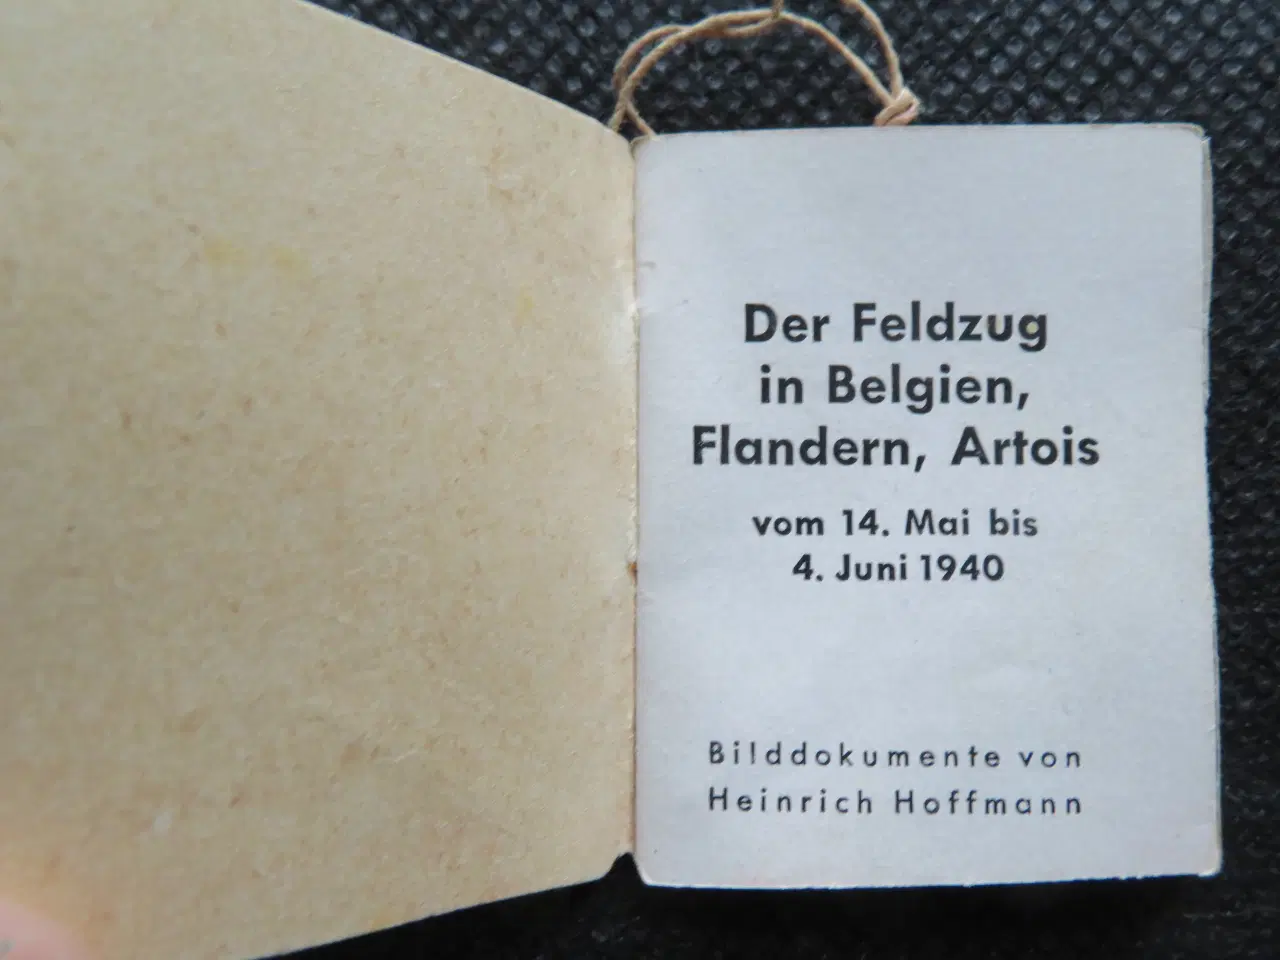 Der Feldzug
in Belgien,
Flandern, Artois
vom 14. Mai bis
4. Juni 1940
Bilddokumente von
Heinrich Hoffmann